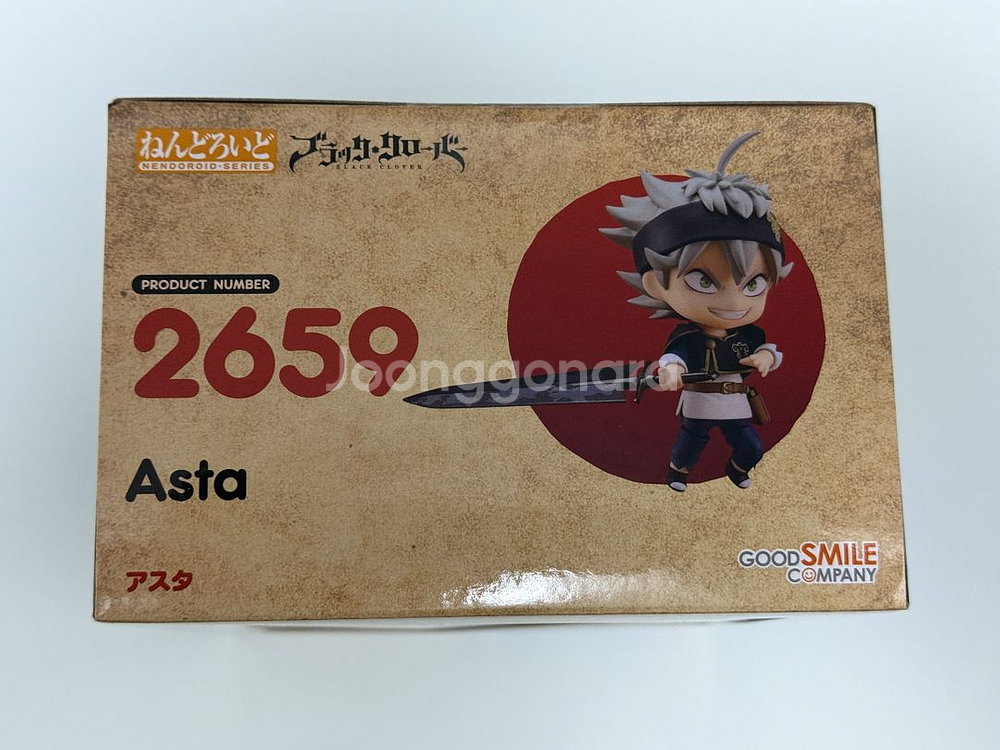 ねんどろいど
NENDOROID SERIES
ブラック・クローバー
BLACK CLOVER
PRODUCT NUMBER
2659
Joonggonara
Asta
アスタ
GOOD SMILE
COMPANY